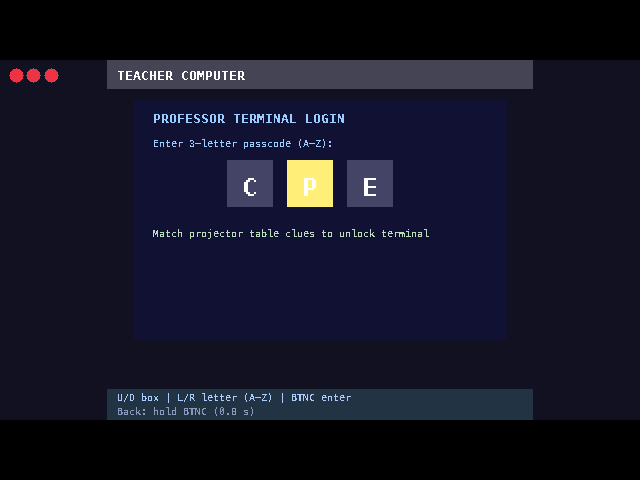 TEACHER COMPUTER
PROFESSOR TERMINAL LOGIN
Enter 3-letter passcode (A-Z):
C P E
Match projector table clues to unlock terminal
U/D box | L/R letter (A-Z) | BTNC enter
Back: hold BTNC (0.8 s)